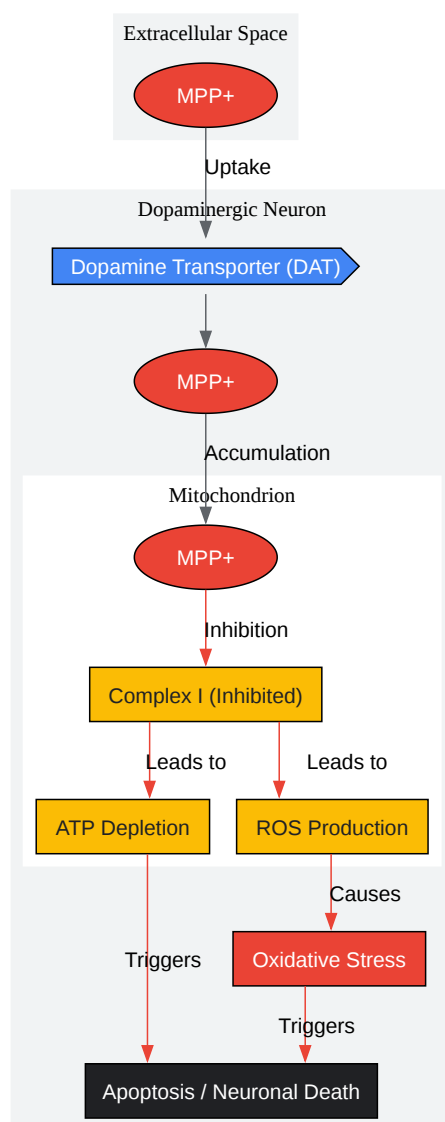 Extracellular Space
MPP+
Uptake
Dopaminergic Neuron
Dopamine Transporter (DAT)
MPP+
Accumulation
Mitochondrion
MPP+
Inhibition
Complex I (Inhibited)
Leads to
Leads to
ATP Depletion
ROS Production
Causes
Triggers
Oxidative Stress
Triggers
Apoptosis / Neuronal Death